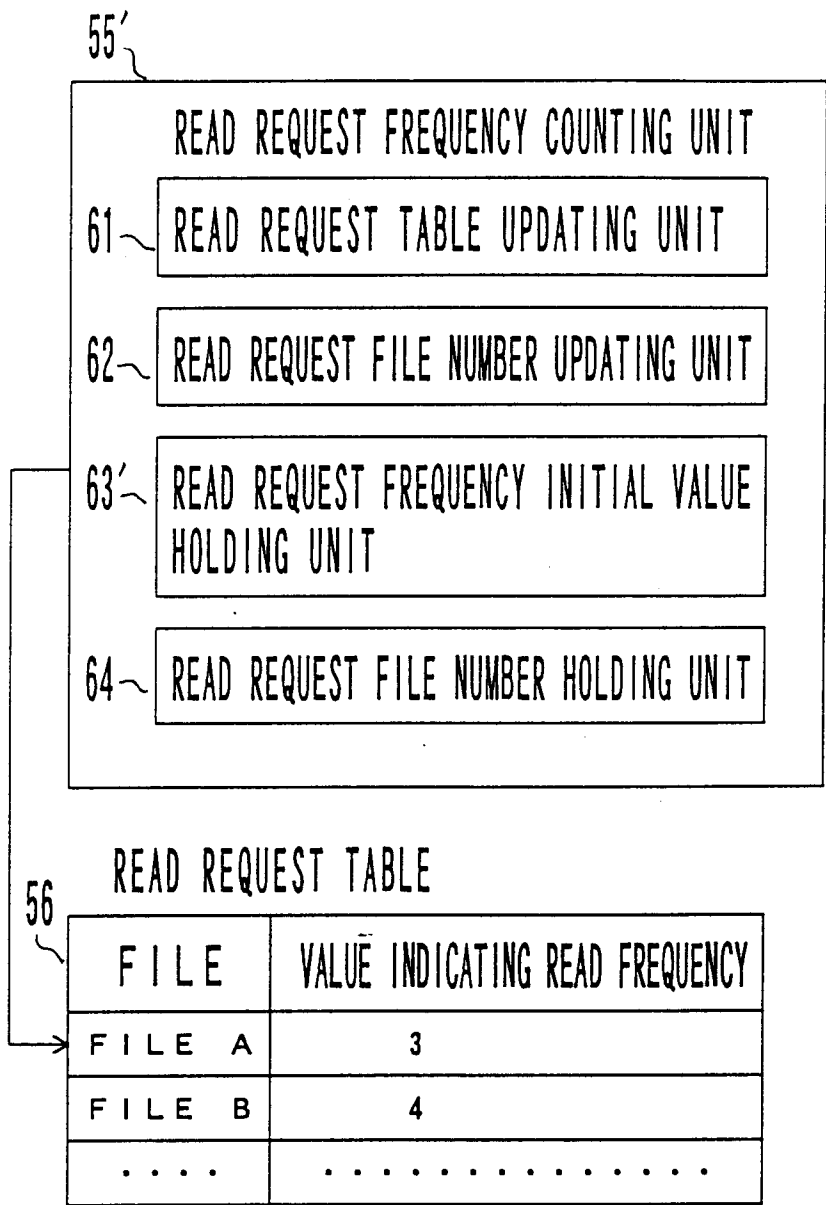 55′
READ REQUEST FREQUENCY COUNTING UNIT
61 READ REQUEST TABLE UPDATING UNIT
62 READ REQUEST FILE NUMBER UPDATING UNIT
63′ READ REQUEST FREQUENCY INITIAL VALUE
HOLDING UNIT
64 READ REQUEST FILE NUMBER HOLDING UNIT
READ REQUEST TABLE
56
FILE VALUE INDICATING READ FREQUENCY
FILE A 3
FILE B 4
. . . . . . . . . . . . . . . . . .